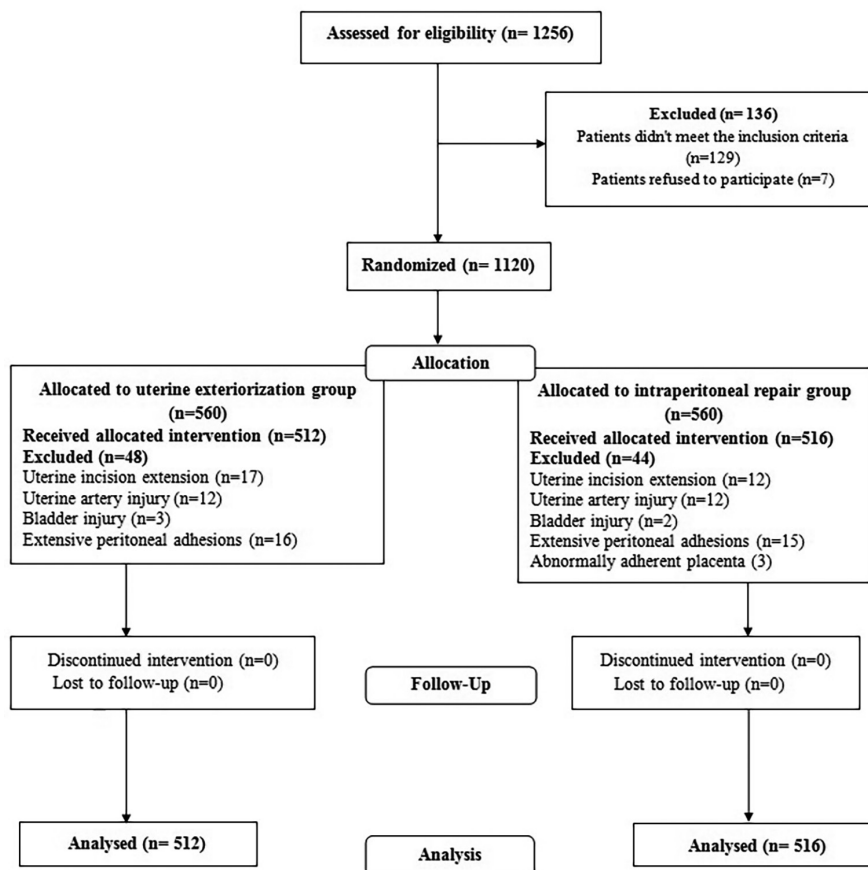 Assessed for eligibility (n= 1256)
Excluded (n= 136)
Patients didn't meet the inclusion criteria
(n=129)
Patients refused to participate (n=7)
Randomized (n= 1120)
Allocation
Allocated to uterine exteriorization group
(n=560)
Received allocated intervention (n=512)
Excluded (n=48)
Uterine incision extension (n=17)
Uterine artery injury (n=12)
Bladder injury (n=3)
Extensive peritoneal adhesions (n=16)
Allocated to intraperitoneal repair group
(n=560)
Received allocated intervention (n=516)
Excluded (n=44)
Uterine incision extension (n=12)
Uterine artery injury (n=12)
Bladder injury (n=2)
Extensive peritoneal adhesions (n=15)
Abnormally adherent placenta (3)
Discontinued intervention (n=0)
Lost to follow-up (n=0)
Follow-Up
Discontinued intervention (n=0)
Lost to follow-up (n=0)
Analysed (n= 512)
Analysis
Analysed (n= 516)